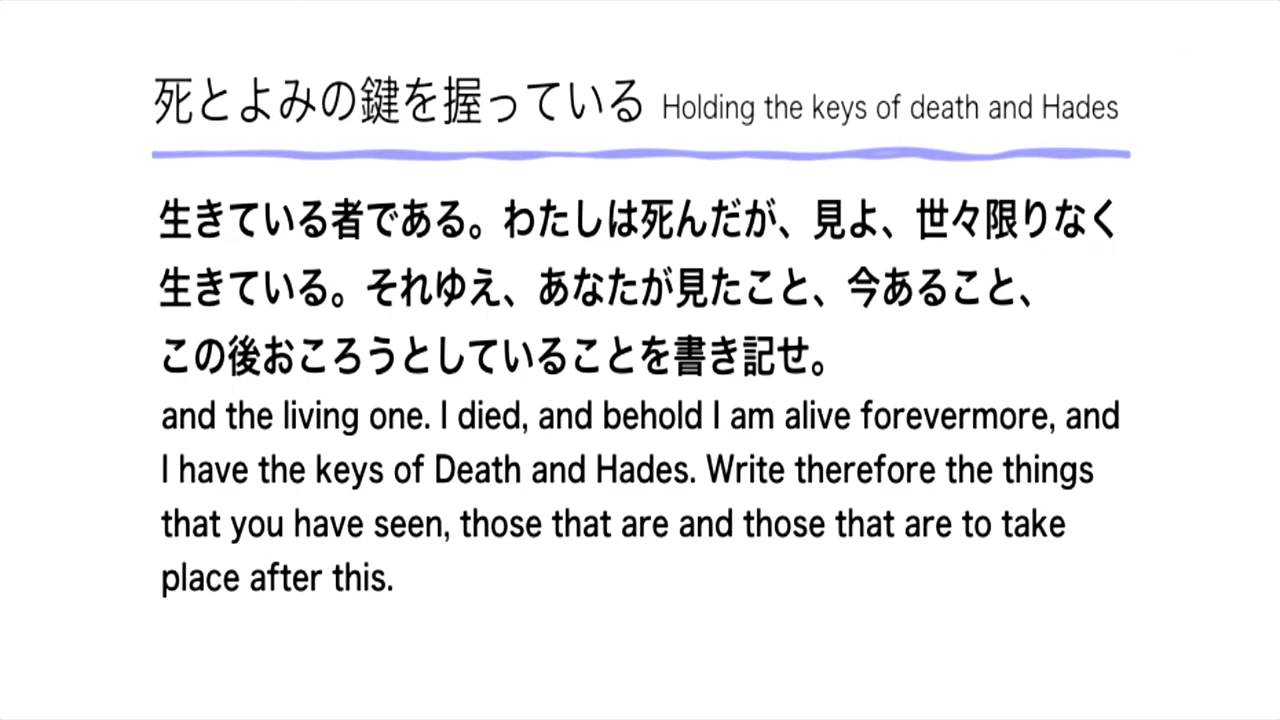 死とよみの鍵を握っている Holding the keys of death and Hades
生きている者である。わたしは死んだが、見よ、世々限りなく
生きている。それゆえ、あなたが見たこと、今あること、
この後おころうとしていることを書き記せ。
and the living one. I died, and behold I am alive forevermore, and
I have the keys of Death and Hades. Write therefore the things
that you have seen, those that are and those that are to take
place after this.